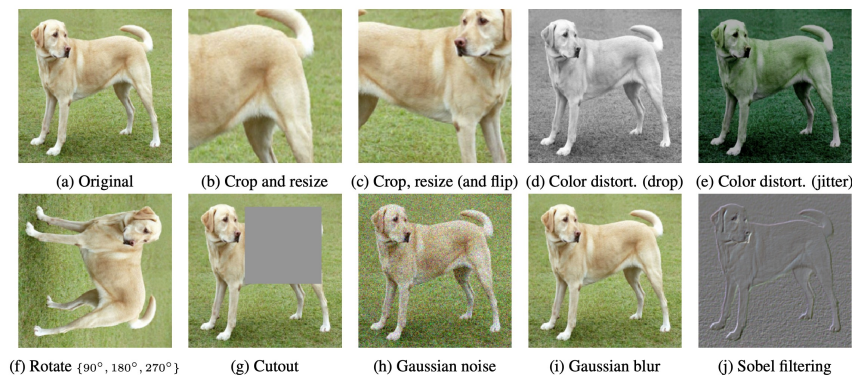 (a) Original
(b) Crop and resize
(c) Crop, resize (and flip)
(d) Color distort. (drop)
(e) Color distort. (jitter)
(f) Rotate {90°, 180°, 270°}
(g) Cutout
(h) Gaussian noise
(i) Gaussian blur
(j) Sobel filtering